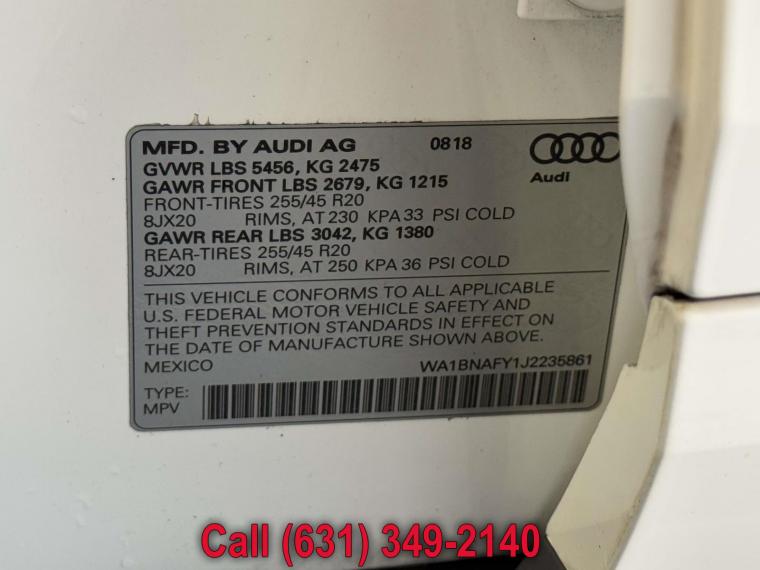 MFD. BY AUDI AG 0818
GVWR LBS 5456, KG 2475
GAWR FRONT LBS 2679, KG 1215
Audi
FRONT-TIRES 255/45 R20
8JX20 RIMS, AT 230 KPA 33 PSI COLD
GAWR REAR LBS 3042, KG 1380
REAR-TIRES 255/45 R20
8JX20 RIMS, AT 250 KPA 36 PSI COLD
THIS VEHICLE CONFORMS TO ALL APPLICABLE
U.S. FEDERAL MOTOR VEHICLE SAFETY AND
THEFT PREVENTION STANDARDS IN EFFECT ON
THE DATE OF MANUFACTURE SHOWN ABOVE.
MEXICO WA1BNAFY1J2235861
TYPE:
MPV
Call (631) 349-2140